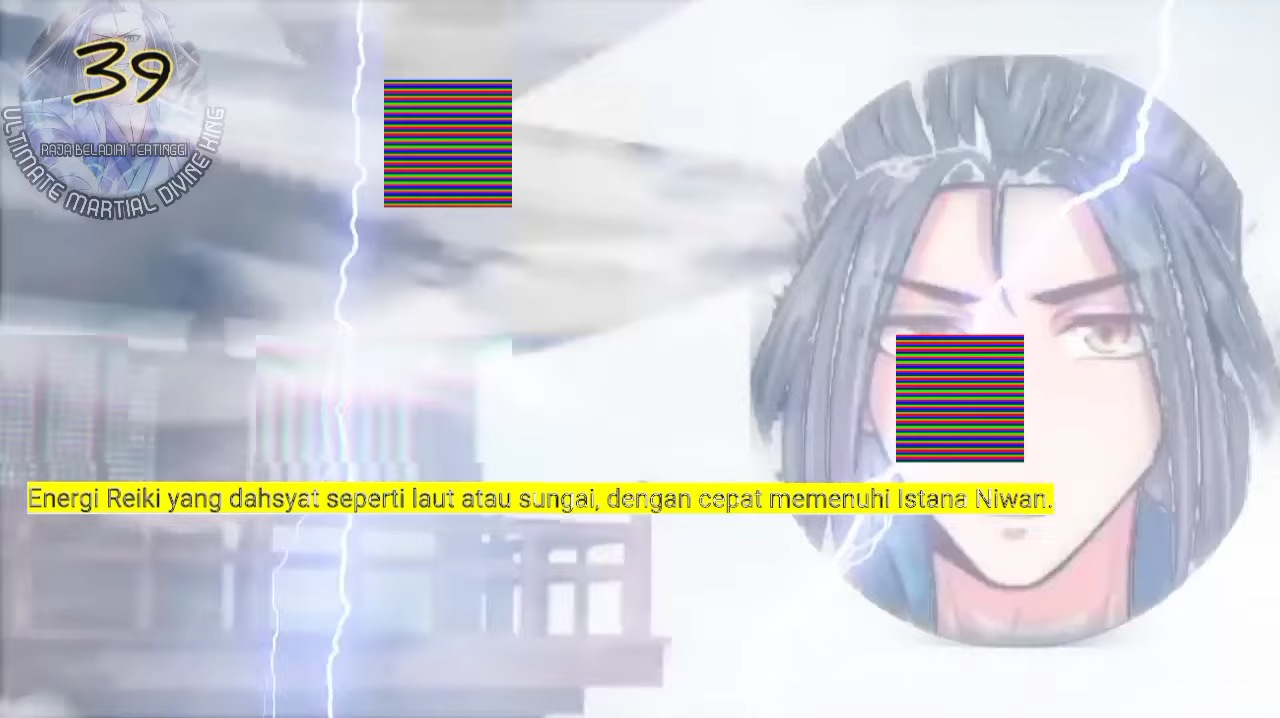 39
RAJA BELADIRI TERTINGGI
ULTIMATE MARTIAL DIVINE KING
Energi Reiki yang dahsyat seperti laut atau sungai, dengan cepat memenuhi Istana Niwan.